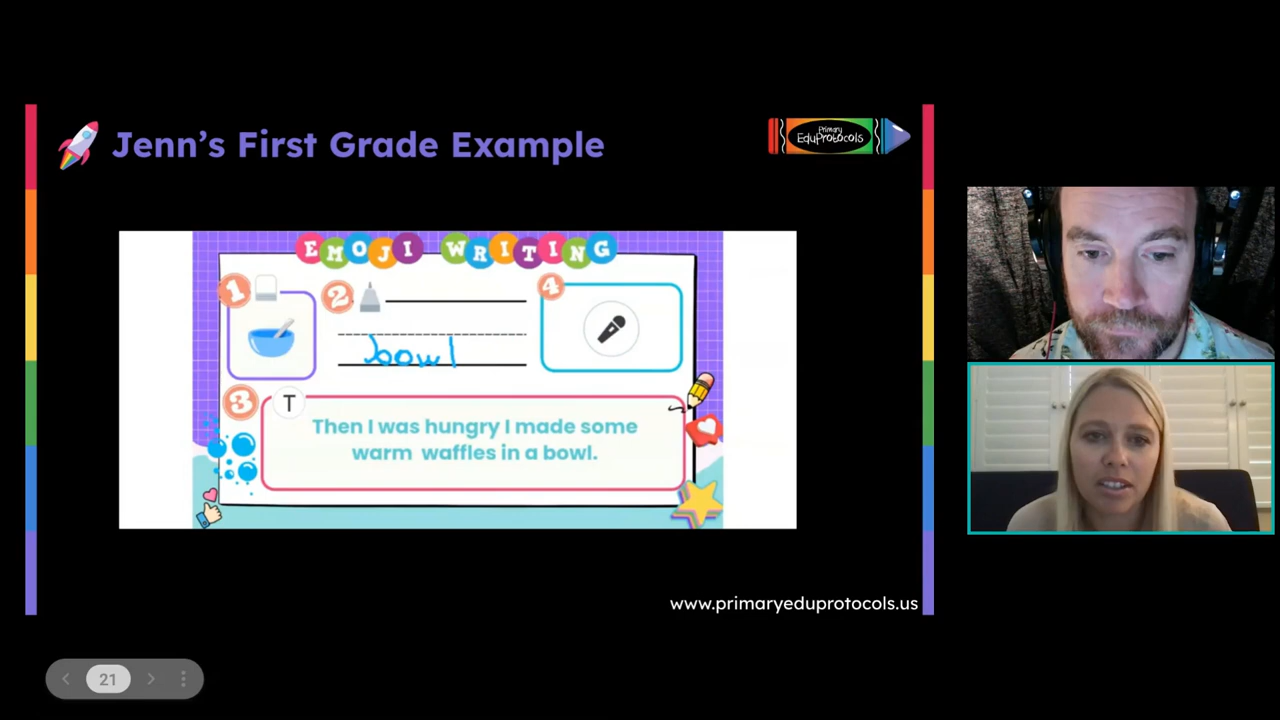 Jenn's First Grade Example
Primary
EduProtocols
EMOJI WRITING
1
2
4
bowl
3
T
Then I was hungry I made some
warm waffles in a bowl.
www.primaryeduprotocols.us
21